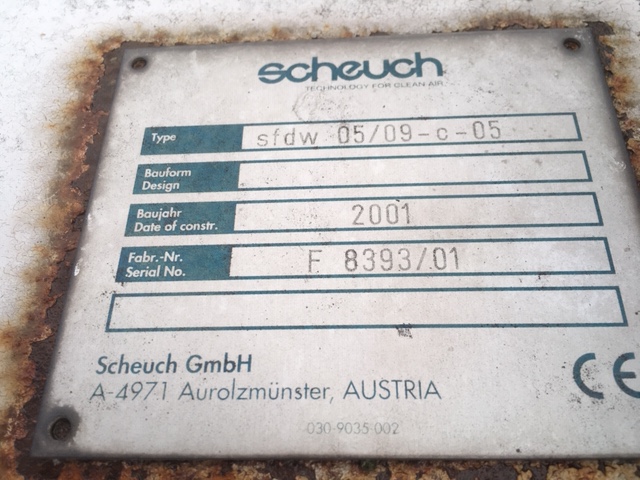 scheuch
TECHNOLOGY FOR CLEAN AIR
Type sfdw 05/09-c-05
Bauform
Design
Baujahr
Date of constr. 2001
Fabr.-Nr.
Serial No. F 8393/01
Scheuch GmbH
A-4971 Aurolzmünster, AUSTRIA
CE
030-9035-002